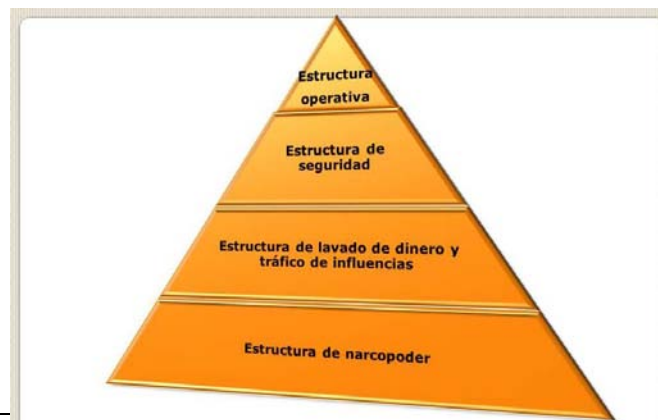 Estructura
operativa
Estructura de
seguridad
Estructura de lavado de dinero y
tráfico de influencias
Estructura de narcopoder